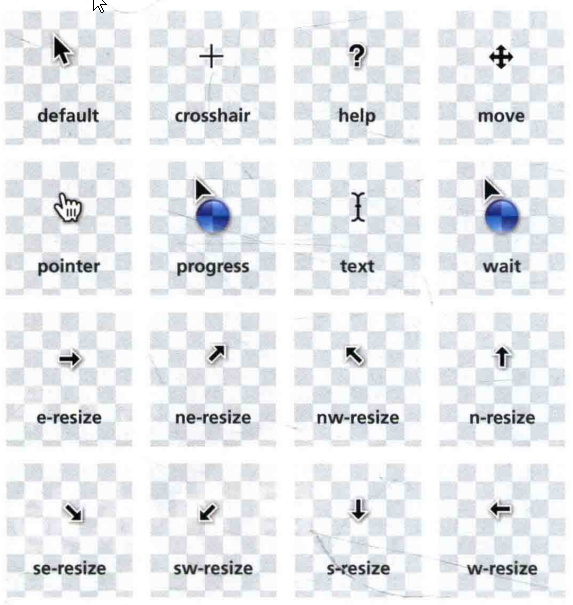 default crosshair help move
pointer progress text wait
e-resize ne-resize nw-resize n-resize
se-resize sw-resize s-resize w-resize